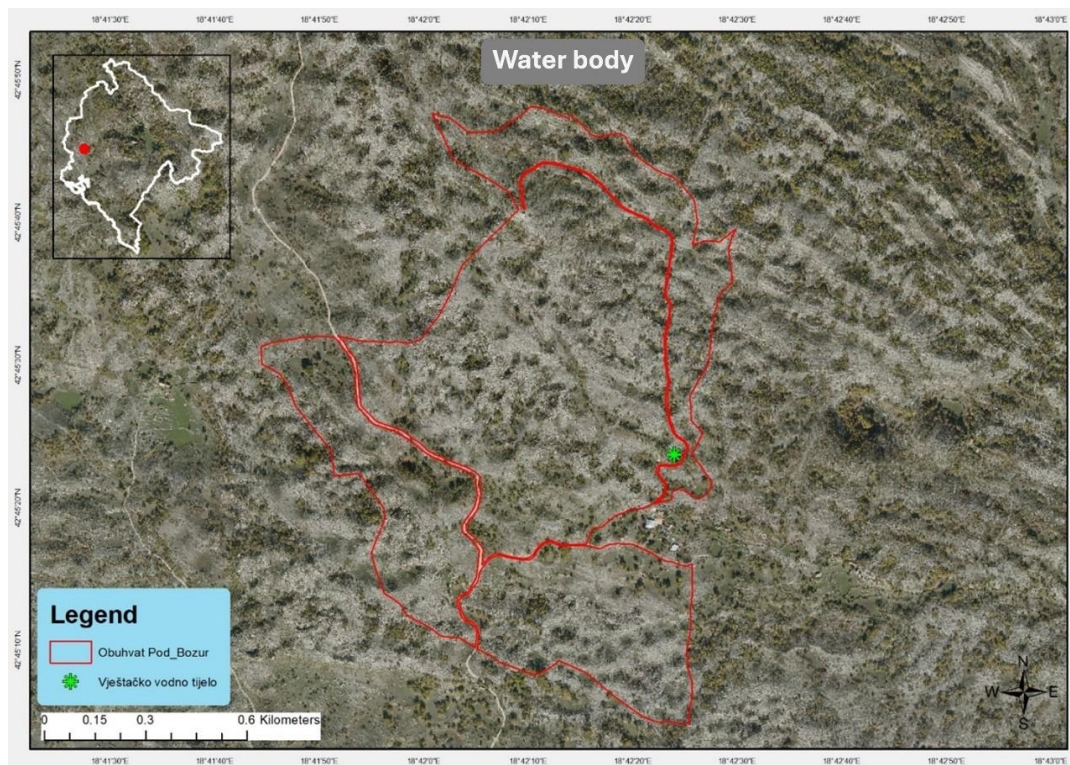 18°41'30"E 18°41'40"E 18°41'50"E 18°42'0"E 18°42'10"E 18°42'20"E 18°42'30"E 18°42'40"E 18°42'50"E 18°43'0"E
Water body
42°45'50"N
42°45'40"N
42°45'30"N
42°45'20"N
42°45'10"N
Legend
Obuhvat Pod_Bozur
Vještačko vodno tijelo
0 0.15 0.3 0.6 Kilometers
N
W E
S
18°41'30"E 18°41'40"E 18°41'50"E 18°42'0"E 18°42'10"E 18°42'20"E 18°42'30"E 18°42'40"E 18°42'50"E 18°43'0"E